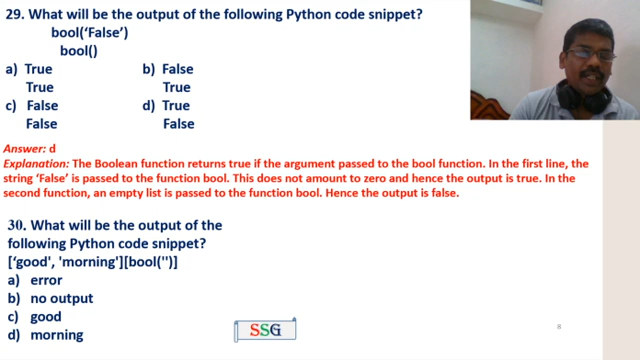 29. What will be the output of the following Python code snippet?
bool(‘False’)
bool()
a) True b) False
True True
c) False d) True
False False
Answer: d
Explanation: The Boolean function returns true if the argument passed to the bool function. In the first line, the
string ‘False’ is passed to the function bool. This does not amount to zero and hence the output is true. In the
second function, an empty list is passed to the function bool. Hence the output is false.
30. What will be the output of the
following Python code snippet?
[‘good', 'morning'][bool('')]
a) error
b) no output
c) good
d) morning
SSG
8